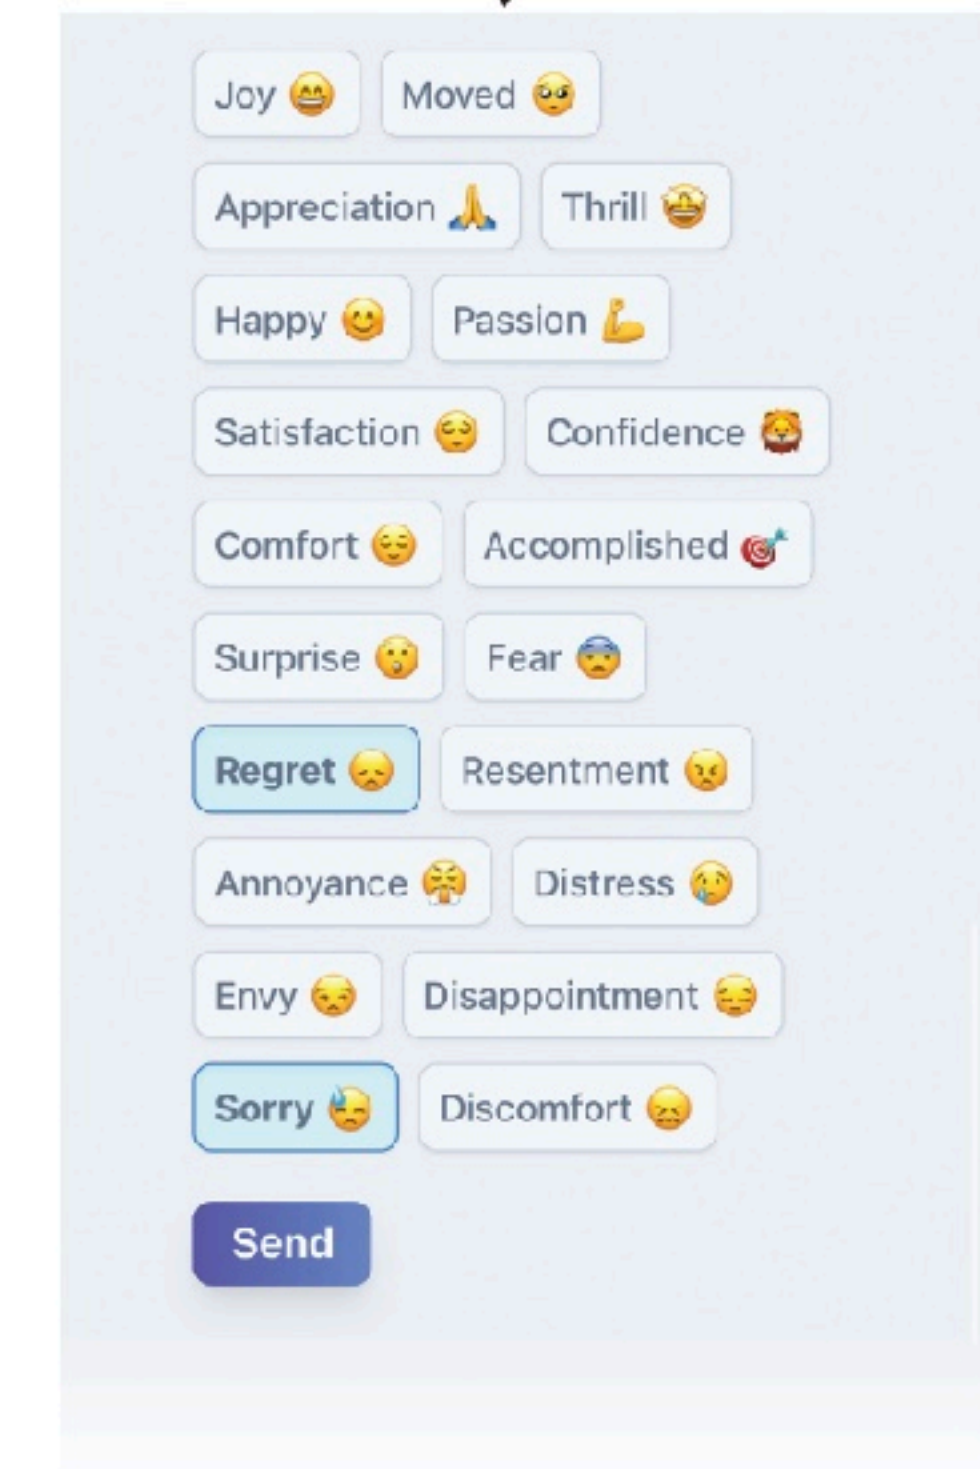 Joy 😁 Moved 🥺
Appreciation 🙏 Thrill 🤩
Happy 😊 Passion 💪
Satisfaction 😌 Confidence 🦁
Comfort 😌 Accomplished 🎯
Surprise 😯 Fear 😨
Regret 😞 Resentment 😠
Annoyance 😤 Distress 😢
Envy 😒 Disappointment 😔
Sorry 😓 Discomfort 😖
Send